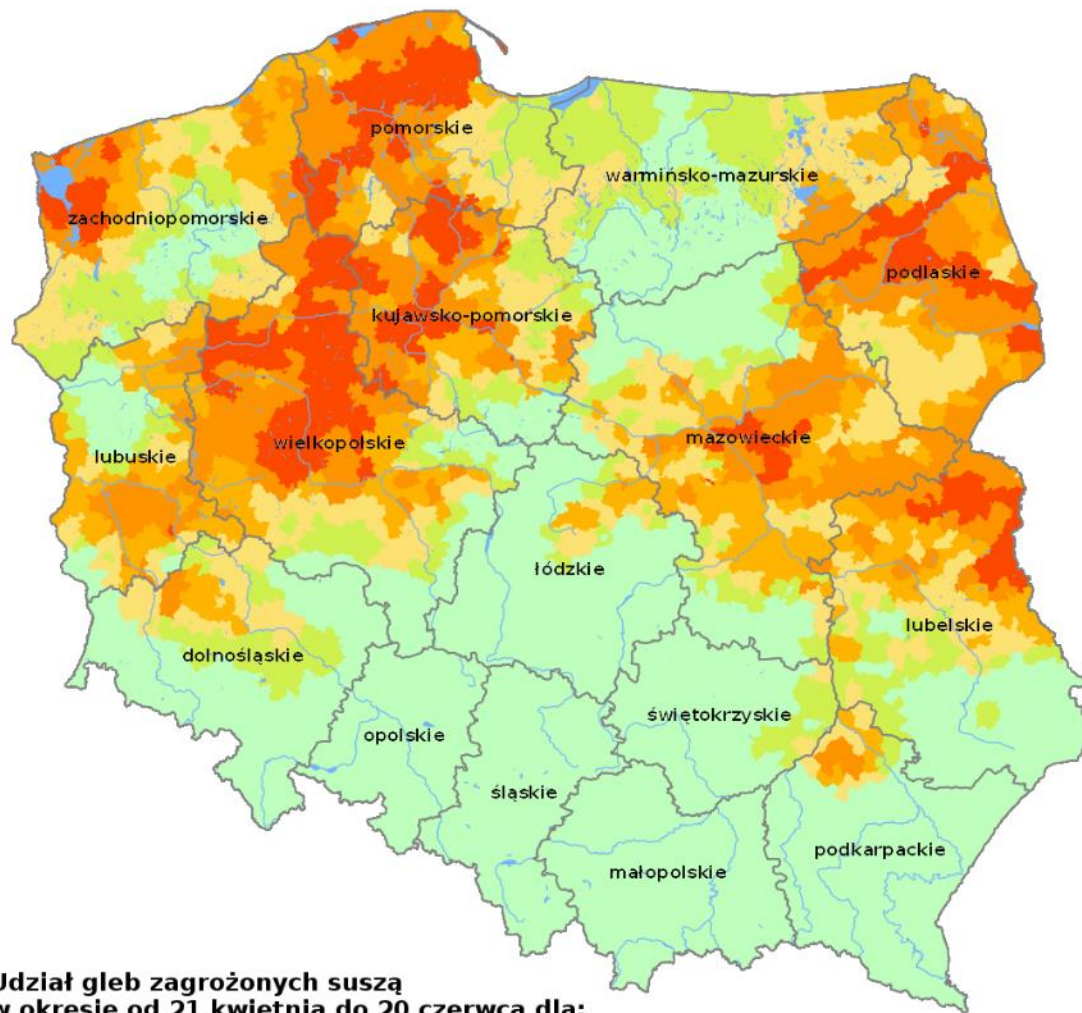 pomorskie
warmińsko-mazurskie
zachodniopomorskie
podlaskie
kujawsko-pomorskie
wielkopolskie
mazowieckie
lubuskie
łódzkie
lubelskie
dolnośląskie
świętokrzyskie
opolskie
śląskie
podkarpackie
małopolskie
Udział gleb zagrożonych suszą
w okresie od 21 kwietnia do 20 czerwca dla: